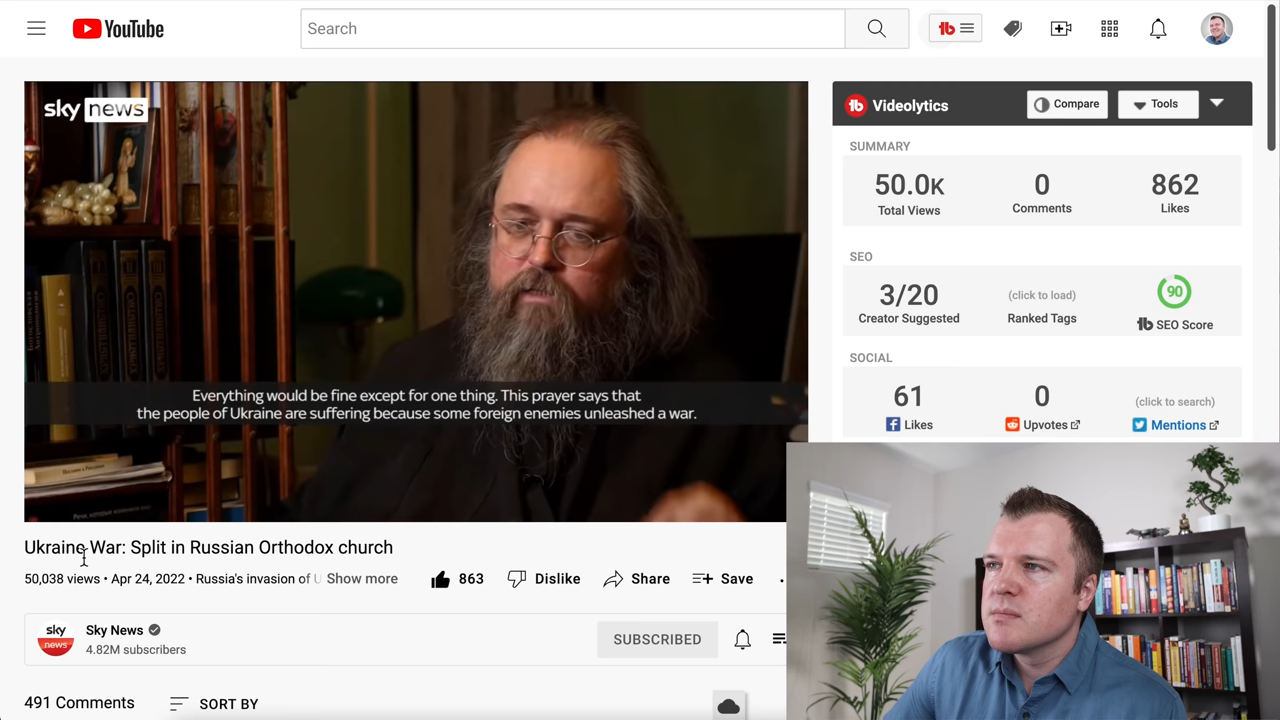 YouTube
Search
sky news
Everything would be fine except for one thing. This prayer says that
the people of Ukraine are suffering because some foreign enemies unleashed a war.
Ukraine War: Split in Russian Orthodox church
50,038 views • Apr 24, 2022 • Russia's invasion of U Show more
863
Dislike
Share
Save
sky news
Sky News
4.82M subscribers
SUBSCRIBED
491 Comments
SORT BY
Videolytics
Compare
Tools
SUMMARY
50.0K
Total Views
0
Comments
862
Likes
SEO
3/20
Creator Suggested
(click to load)
Ranked Tags
90
SEO Score
SOCIAL
61
Likes
0
Upvotes
(click to search)
Mentions